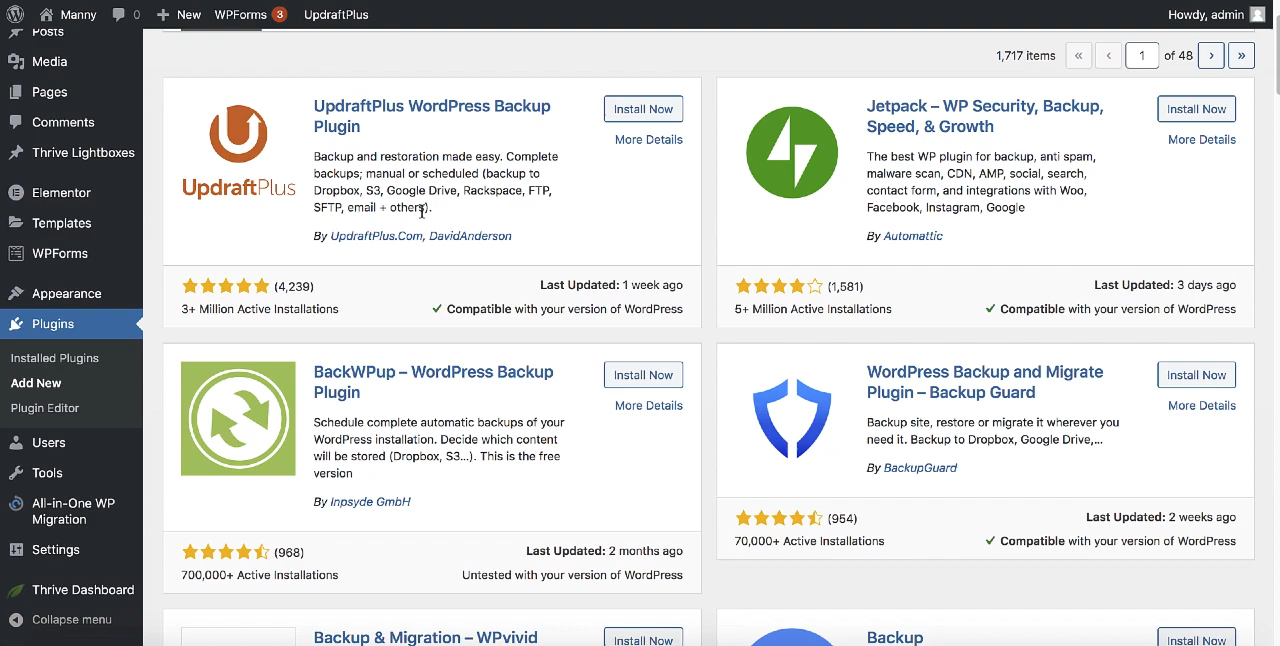 Manny
0
New
WPForms 3
UpdraftPlus
Howdy, admin
Posts
Media
Pages
Comments
Thrive Lightboxes
Elementor
Templates
WPForms
Appearance
Plugins
Installed Plugins
Add New
Plugin Editor
Users
Tools
All-in-One WP
Migration
Settings
Thrive Dashboard
Collapse menu
1,717 items « ‹ 1 of 48 › »
UpdraftPlus
UpdraftPlus WordPress Backup
Plugin
Install Now
More Details
Backup and restoration made easy. Complete
backups; manual or scheduled (backup to
Dropbox, S3, Google Drive, Rackspace, FTP,
SFTP, email + others).
By UpdraftPlus.Com, DavidAnderson
(4,239)
3+ Million Active Installations
Last Updated: 1 week ago
✓ Compatible with your version of WordPress
Jetpack – WP Security, Backup,
Speed, & Growth
Install Now
More Details
The best WP plugin for backup, anti spam,
malware scan, CDN, AMP, social, search,
contact form, and integrations with Woo,
Facebook, Instagram, Google
By Automattic
(1,581)
5+ Million Active Installations
Last Updated: 3 days ago
✓ Compatible with your version of WordPress
BackWPup – WordPress Backup
Plugin
Install Now
More Details
Schedule complete automatic backups of your
WordPress installation. Decide which content
will be stored (Dropbox, S3…). This is the free
version
By Inpsyde GmbH
(968)
700,000+ Active Installations
Last Updated: 2 months ago
Untested with your version of WordPress
WordPress Backup and Migrate
Plugin – Backup Guard
Install Now
More Details
Backup site, restore or migrate it wherever you
need it. Backup to Dropbox, Google Drive,…
By BackupGuard
(954)
70,000+ Active Installations
Last Updated: 2 weeks ago
✓ Compatible with your version of WordPress
Backup & Migration – WPvivid
Install Now
Backup
Install Now